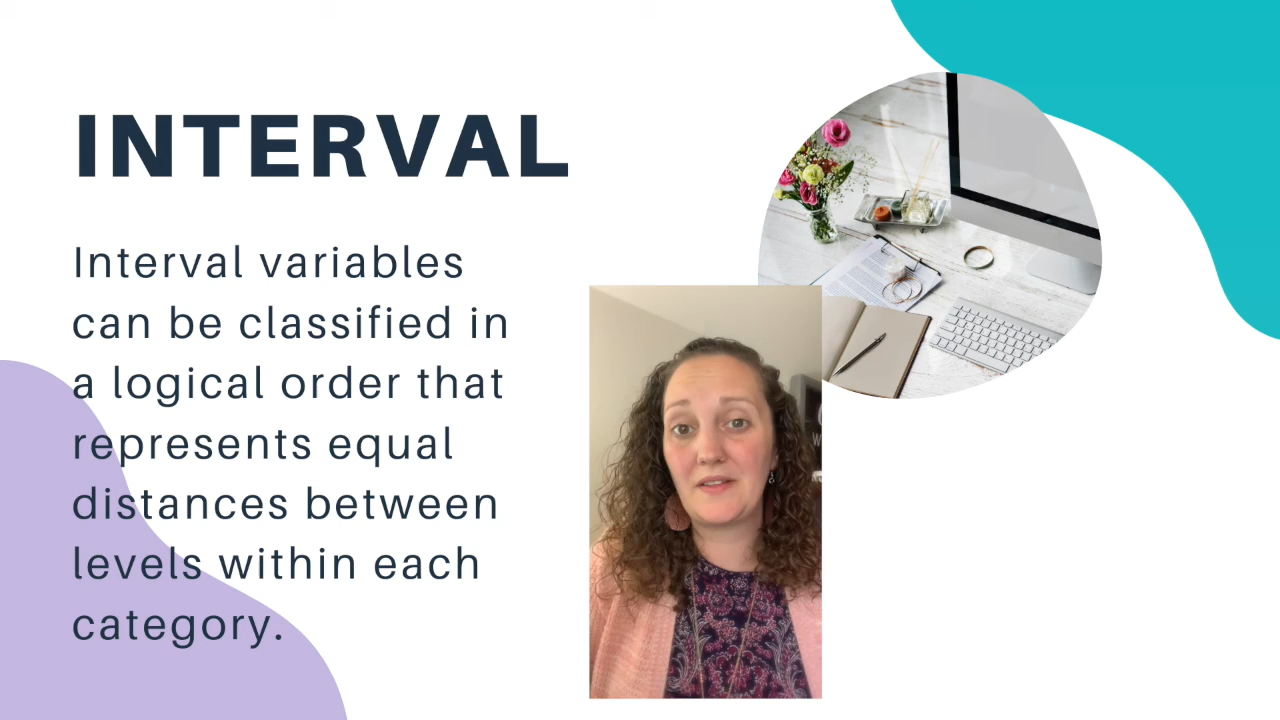 INTERVAL
Interval variables
can be classified in
a logical order that
represents equal
distances between
levels within each
category.